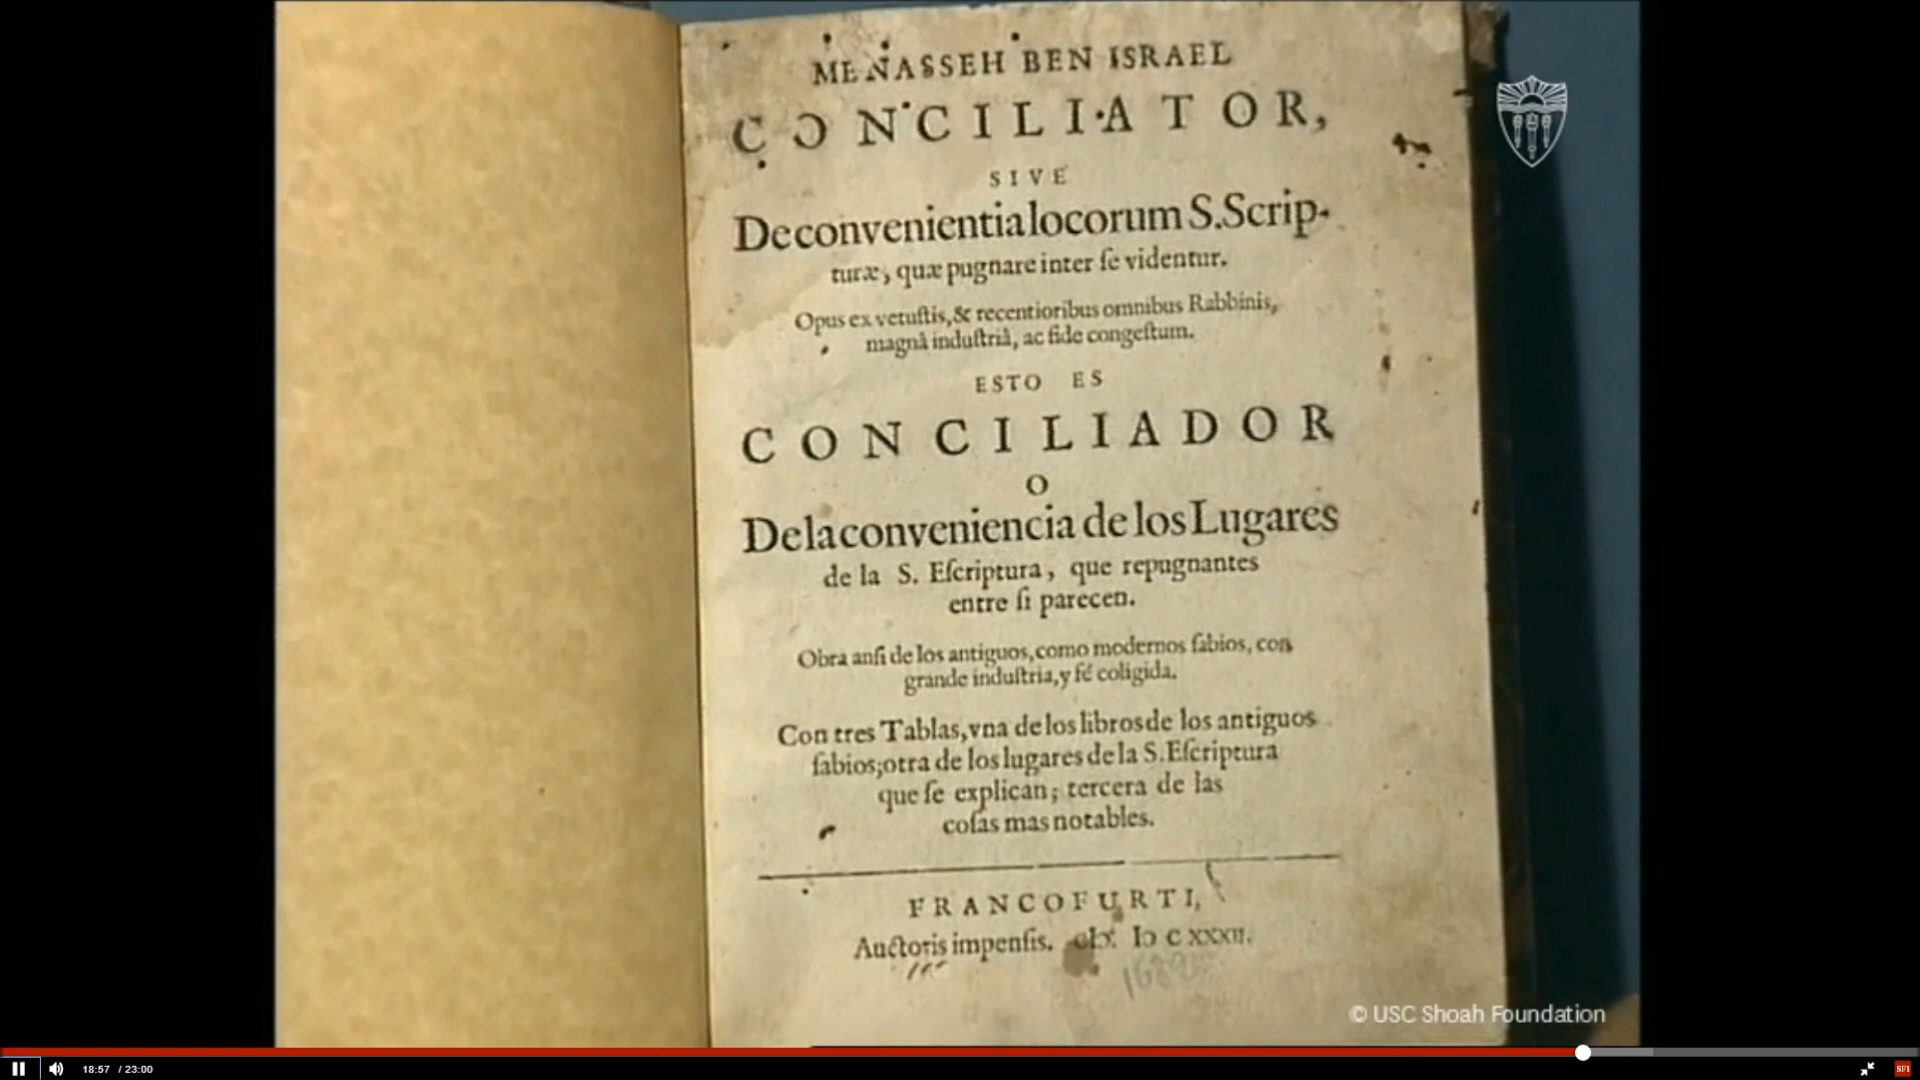 MENASSEH BEN ISRAEL
CONCILIATOR,
SIVE
De convenientia locorum S. Scrip-
turæ, quæ pugnare inter ſe videntur.
Opus ex vetuſtis, & recentioribus omnibus Rabbinis,
magnâ induſtriâ, ac fide congeſtum.
ESTO ES
CONCILIADOR
O
De la conveniencia de los Lugares
de la S. Eſcriptura, que repugnantes
entre ſi parecen.
Obra anſi de los antiguos, como modernos ſabios, con
grande induſtria, y fé coligida.
Con tres Tablas, vna de los libros de los antiguos
ſabios; otra de los lugares de la S. Eſcriptura
que ſe explican; tercera de las
coſas mas notables.
FRANCOFURTI,
Auctoris impenſis. cIɔ. Iɔ c xxxii.
© USC Shoah Foundation
18:57 / 23:00
SFI